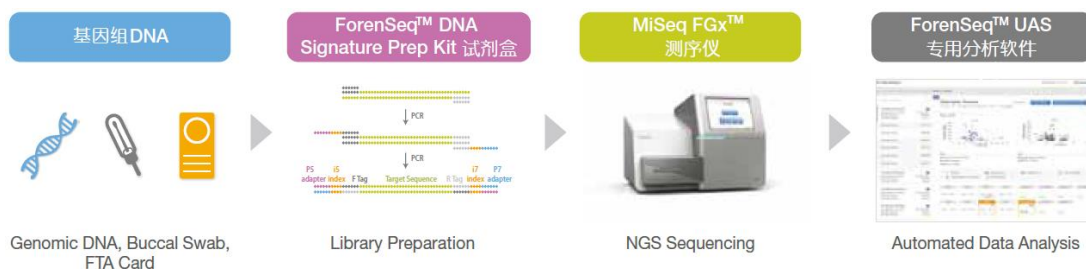 基因组DNA
ForenSeq™ DNA
Signature Prep Kit 试剂盒
MiSeq FGx™
测序仪
ForenSeq™ UAS
专用分析软件
PCR
PCR
P5 i5 i7 P7
adapter index F Tag Target Sequence R Tag index adapter
Genomic DNA, Buccal Swab,
FTA Card
Library Preparation
NGS Sequencing
Automated Data Analysis